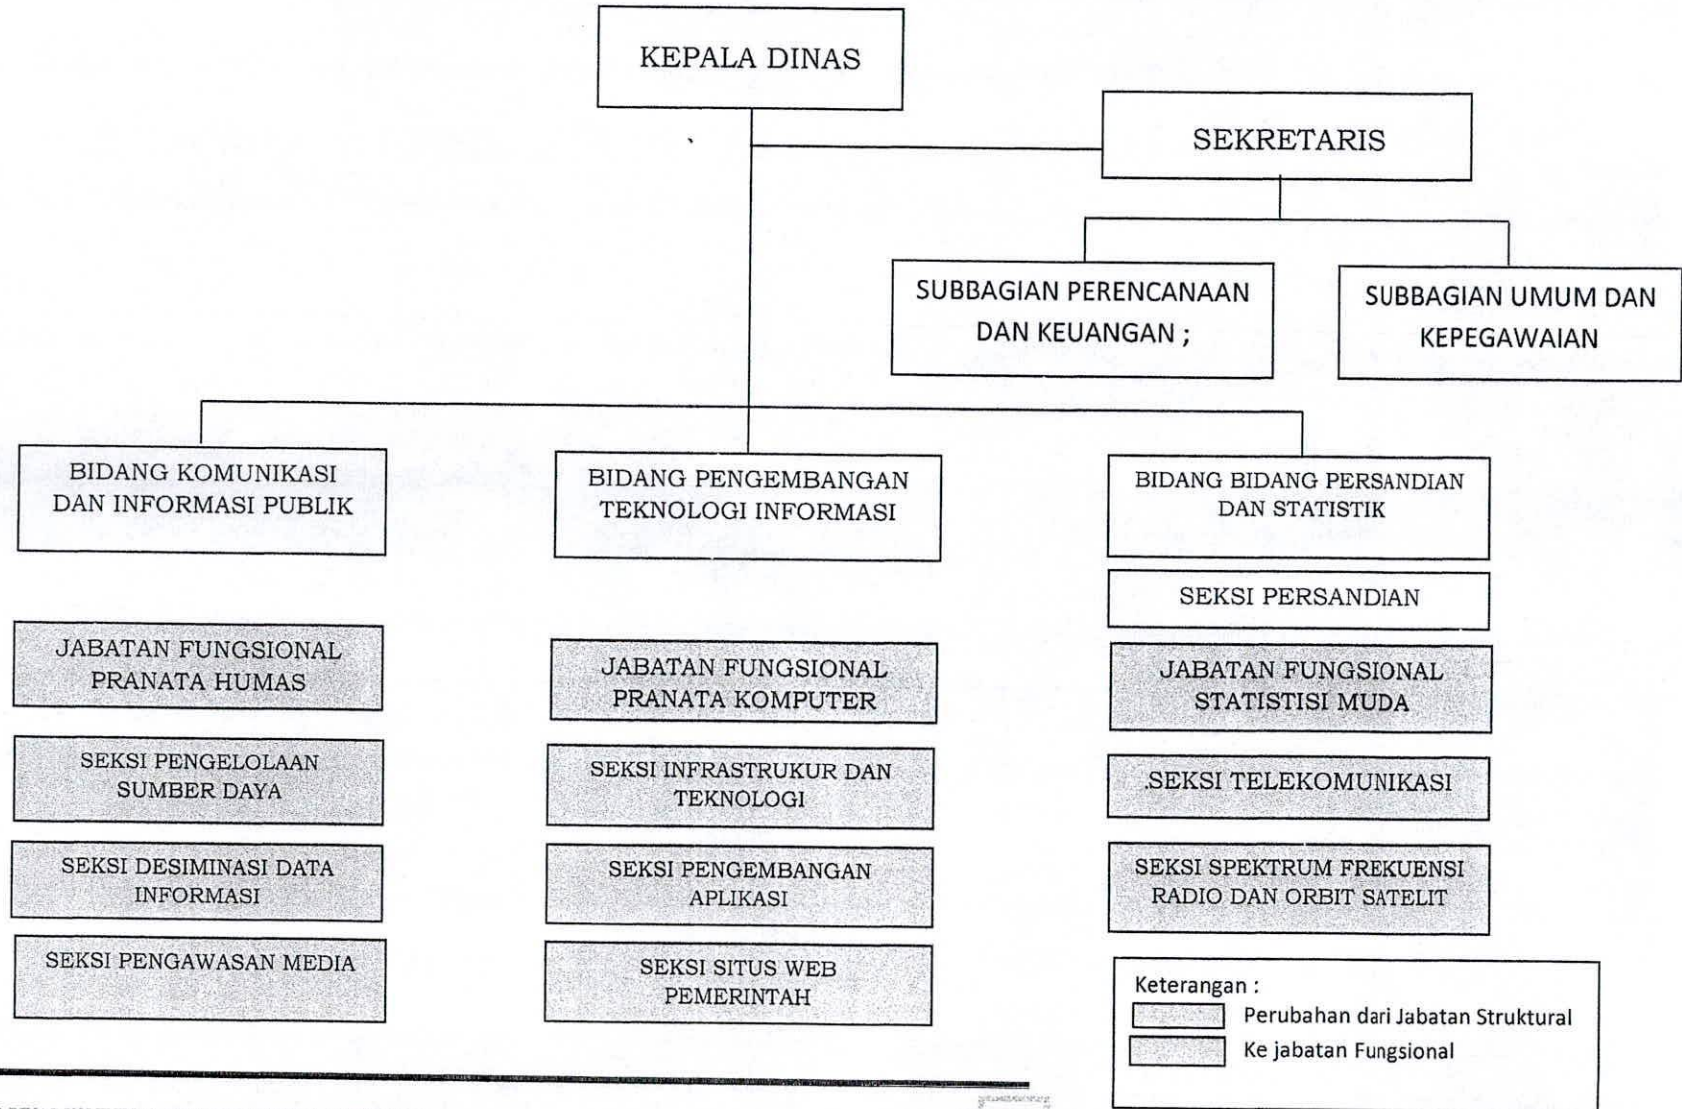 KEPALA DINAS
SEKRETARIS
SUBBAGIAN PERENCANAAN
DAN KEUANGAN ;
SUBBAGIAN UMUM DAN
KEPEGAWAIAN
BIDANG KOMUNIKASI
DAN INFORMASI PUBLIK
BIDANG PENGEMBANGAN
TEKNOLOGI INFORMASI
BIDANG BIDANG PERSANDIAN
DAN STATISTIK
SEKSI PERSANDIAN
JABATAN FUNGSIONAL
PRANATA HUMAS
JABATAN FUNGSIONAL
PRANATA KOMPUTER
JABATAN FUNGSIONAL
STATISTISI MUDA
SEKSI PENGELOLAAN
SUMBER DAYA
SEKSI INFRASTRUKUR DAN
TEKNOLOGI
.SEKSI TELEKOMUNIKASI
SEKSI DESIMINASI DATA
INFORMASI
SEKSI PENGEMBANGAN
APLIKASI
SEKSI SPEKTRUM FREKUENSI
RADIO DAN ORBIT SATELIT
SEKSI PENGAWASAN MEDIA
SEKSI SITUS WEB
PEMERINTAH
Keterangan :
Perubahan dari Jabatan Struktural
Ke jabatan Fungsional